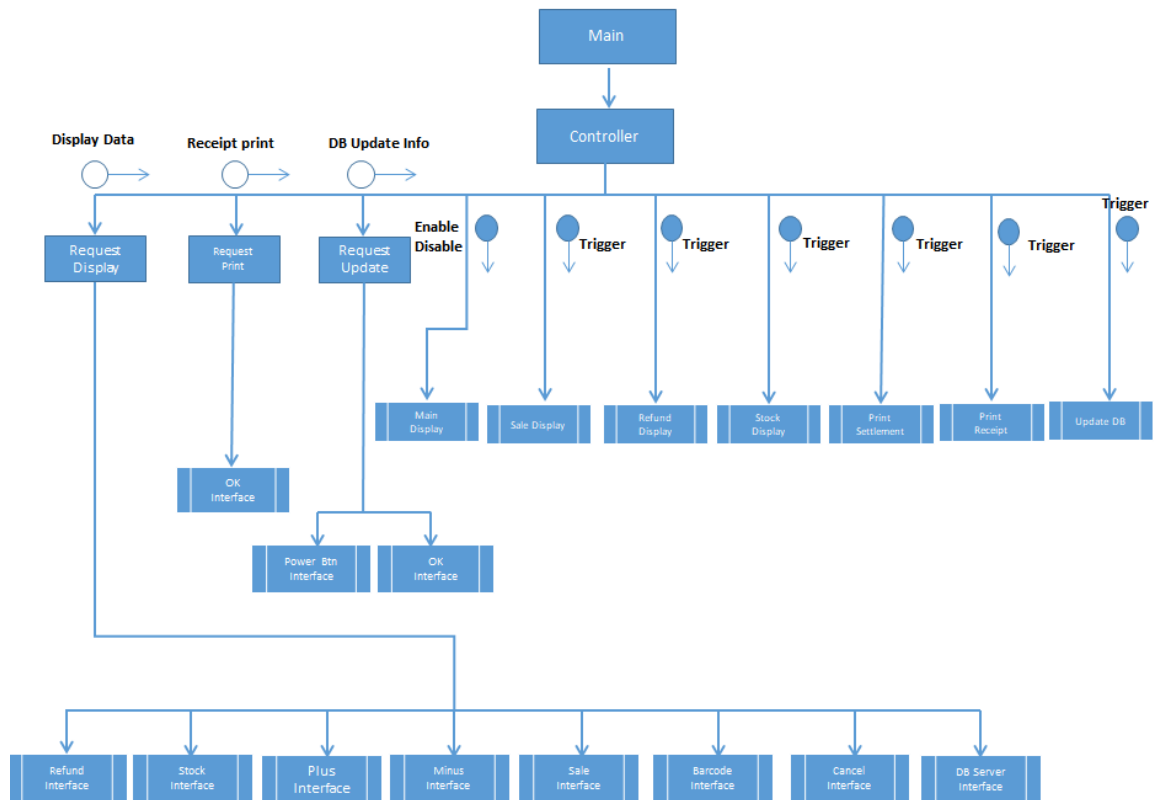 Main
Controller
Display Data
Receipt print
DB Update Info
Request
Display
Request
Print
Request
Update
Enable
Disable
Trigger
Trigger
Trigger
Trigger
Trigger
Trigger
Main
Display
Sale Display
Refund
Display
Stock
Display
Print
Settlement
Print
Receipt
Update DB
OK
Interface
Power Btn
Interface
OK
Interface
Refund
Interface
Stock
Interface
Plus
Interface
Minus
Interface
Sale
Interface
Barcode
Interface
Cancel
Interface
DB Server
Interface